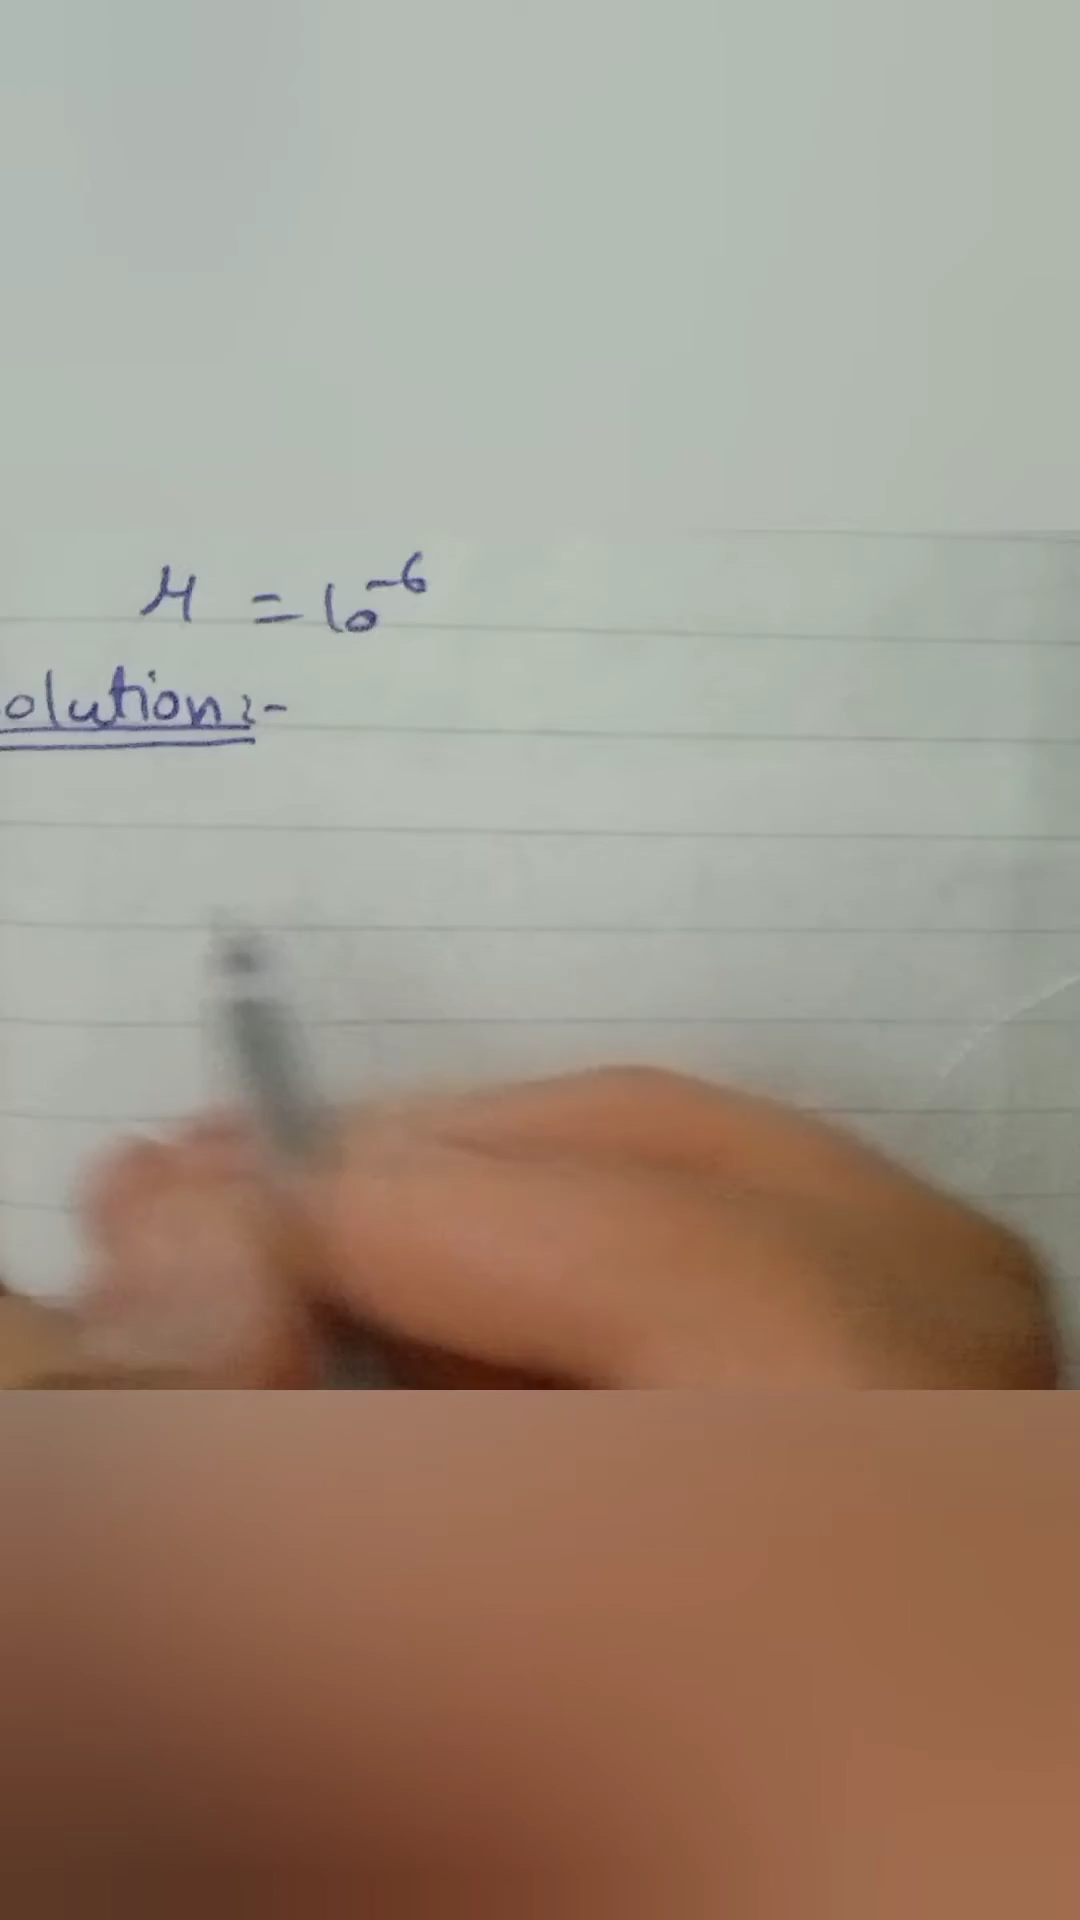 μ = 10⁻⁶
olution:-